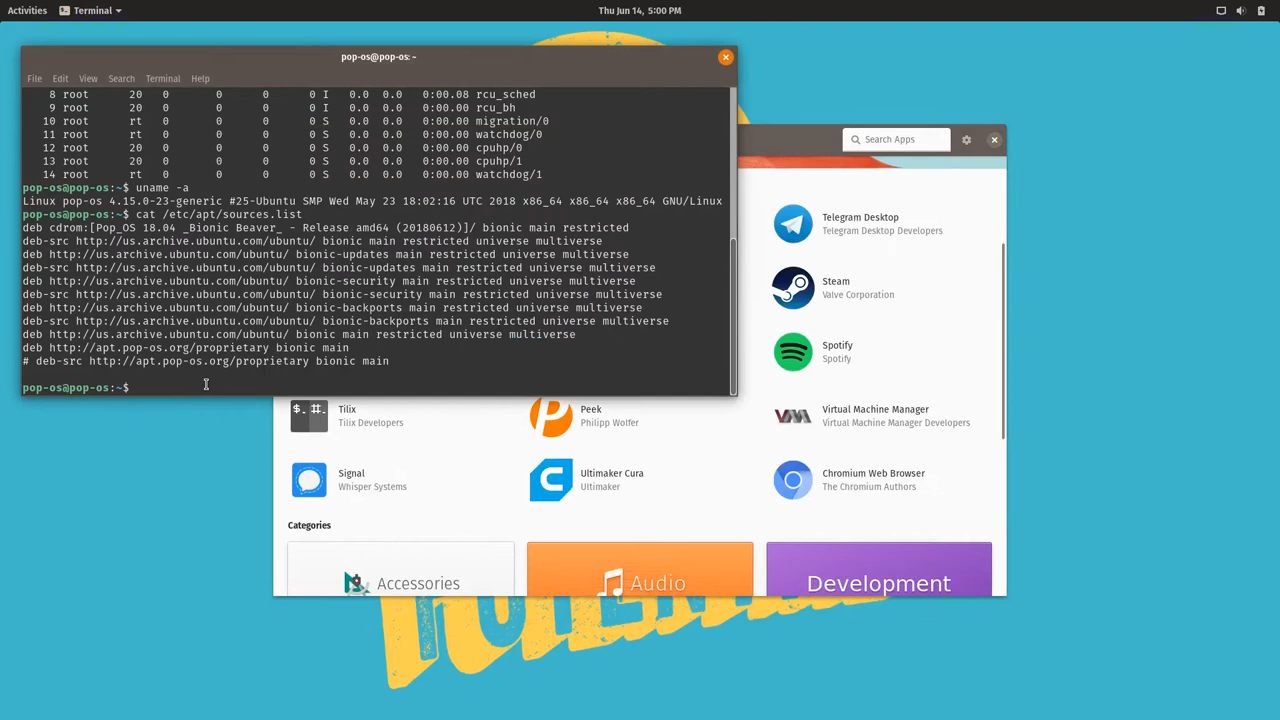 Activities
Terminal
Thu Jun 14, 5:00 PM
pop-os@pop-os: ~
File Edit View Search Terminal Help
8 root 20 0 0 0 0 I 0.0 0.0 0:00.08 rcu_sched
9 root 20 0 0 0 0 I 0.0 0.0 0:00.00 rcu_bh
10 root rt 0 0 0 0 S 0.0 0.0 0:00.00 migration/0
11 root rt 0 0 0 0 S 0.0 0.0 0:00.00 watchdog/0
12 root 20 0 0 0 0 S 0.0 0.0 0:00.00 cpuhp/0
13 root 20 0 0 0 0 S 0.0 0.0 0:00.00 cpuhp/1
14 root rt 0 0 0 0 S 0.0 0.0 0:00.00 watchdog/1
pop-os@pop-os:~$ uname -a
Linux pop-os 4.15.0-23-generic #25-Ubuntu SMP Wed May 23 18:02:16 UTC 2018 x86_64 x86_64 x86_64 GNU/Linux
pop-os@pop-os:~$ cat /etc/apt/sources.list
deb cdrom:[Pop_OS 18.04 _Bionic Beaver_ - Release amd64 (20180612)]/ bionic main restricted
deb-src http://us.archive.ubuntu.com/ubuntu/ bionic main restricted universe multiverse
deb http://us.archive.ubuntu.com/ubuntu/ bionic-updates main restricted universe multiverse
deb-src http://us.archive.ubuntu.com/ubuntu/ bionic-updates main restricted universe multiverse
deb http://us.archive.ubuntu.com/ubuntu/ bionic-security main restricted universe multiverse
deb-src http://us.archive.ubuntu.com/ubuntu/ bionic-security main restricted universe multiverse
deb http://us.archive.ubuntu.com/ubuntu/ bionic-backports main restricted universe multiverse
deb-src http://us.archive.ubuntu.com/ubuntu/ bionic-backports main restricted universe multiverse
deb http://us.archive.ubuntu.com/ubuntu/ bionic main restricted universe multiverse
deb http://apt.pop-os.org/proprietary bionic main
# deb-src http://apt.pop-os.org/proprietary bionic main
pop-os@pop-os:~$
Search Apps
Telegram Desktop
Telegram Desktop Developers
Steam
Valve Corporation
Spotify
Spotify
Tilix
Tilix Developers
Peek
Philipp Wolfer
Virtual Machine Manager
Virtual Machine Manager Developers
Signal
Whisper Systems
Ultimaker Cura
Ultimaker
Chromium Web Browser
The Chromium Authors
Categories
Accessories
Audio
Development